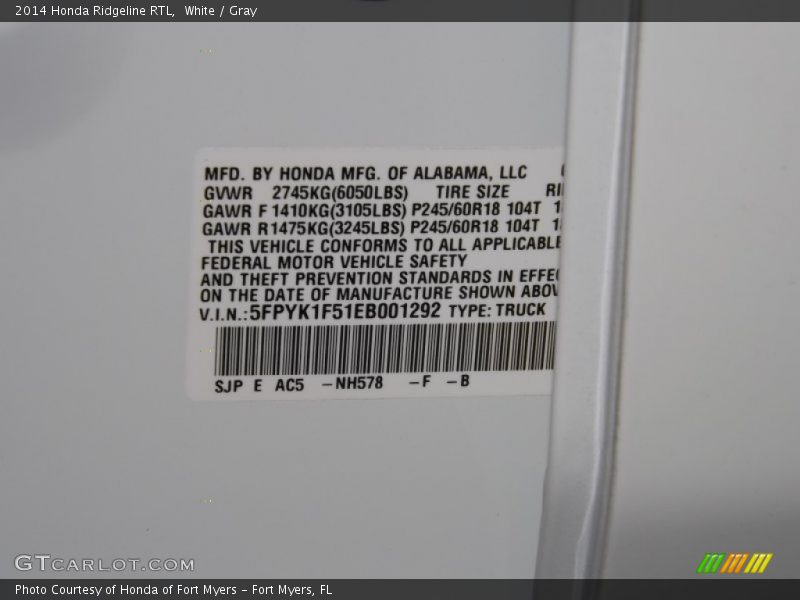 2014 Honda Ridgeline RTL,  White / Gray
MFD. BY HONDA MFG. OF ALABAMA, LLC
GVWR 2745KG(6050LBS) TIRE SIZE
GAWR F 1410KG(3105LBS) P245/60R18 104T
GAWR R 1475KG(3245LBS) P245/60R18 104T
THIS VEHICLE CONFORMS TO ALL APPLICABLE
FEDERAL MOTOR VEHICLE SAFETY
AND THEFT PREVENTION STANDARDS IN
ON THE DATE OF MANUFACTURE SHOWN
V.I.N.:5FPYK1F51EB001292 TYPE: TRUCK
SJP E AC5 -NH578 -F -B
GTCARLOT.COM
Photo Courtesy of Honda of Fort Myers – Fort Myers, FL